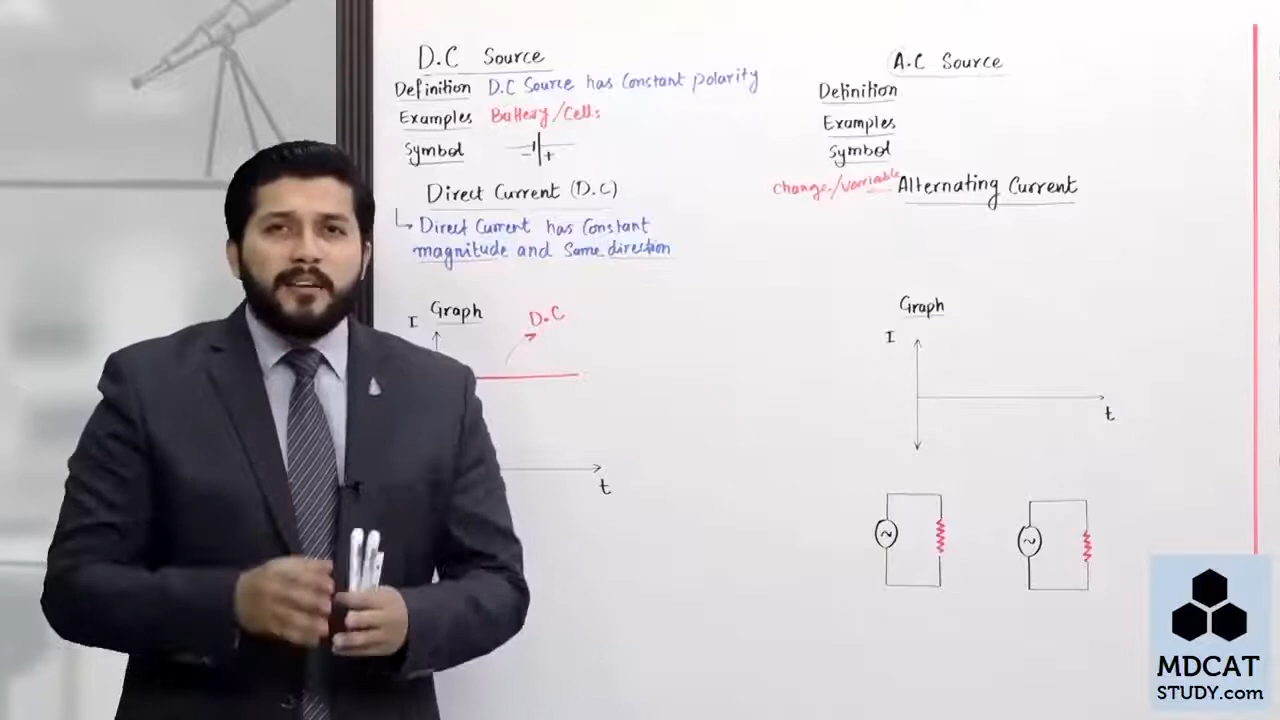 D.C Source
Definition D.C Source has Constant polarity
Examples Battery/Cells
Symbol - +
Direct Current (D.C)
Direct Current has Constant
magnitude and Same direction
Graph
I
D.C
t
A.C Source
Definition
Examples
Symbol
change/variable Alternating Current
Graph
I
t
~ ~
MDCAT
STUDY.com